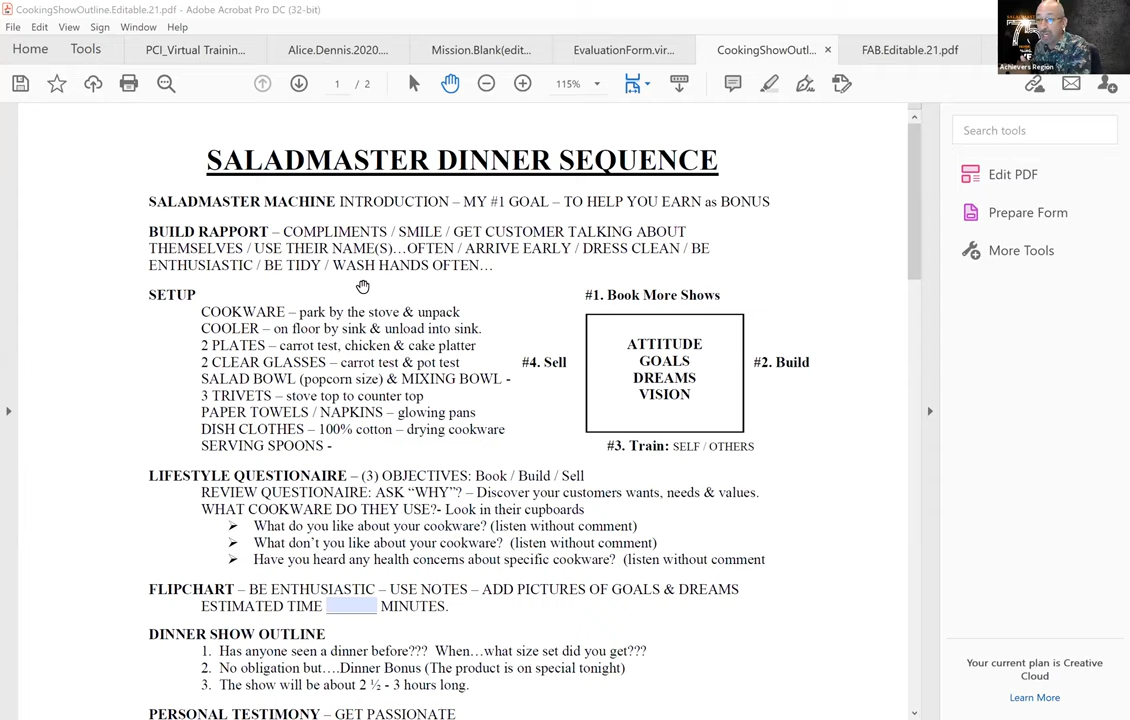 CookingShowOutline.Editable.21.pdf - Adobe Acrobat Pro DC (32-bit)
File Edit View Sign Window Help
Home Tools PCI_Virtual Trainin... Alice.Dennis.2020... Mission.Blank(edit... EvaluationForm.vir... CookingShowOutl... × FAB.Editable.21.pdf
Achievers Region
1 / 2 115%
SALADMASTER DINNER SEQUENCE
SALADMASTER MACHINE INTRODUCTION – MY #1 GOAL – TO HELP YOU EARN as BONUS
BUILD RAPPORT – COMPLIMENTS / SMILE / GET CUSTOMER TALKING ABOUT
THEMSELVES / USE THEIR NAME(S)…OFTEN / ARRIVE EARLY / DRESS CLEAN / BE
ENTHUSIASTIC / BE TIDY / WASH HANDS OFTEN…
SETUP
COOKWARE – park by the stove & unpack
COOLER – on floor by sink & unload into sink.
2 PLATES – carrot test, chicken & cake platter
2 CLEAR GLASSES – carrot test & pot test
SALAD BOWL (popcorn size) & MIXING BOWL -
3 TRIVETS – stove top to counter top
PAPER TOWELS / NAPKINS – glowing pans
DISH CLOTHES – 100% cotton – drying cookware
SERVING SPOONS -
#1. Book More Shows
#4. Sell
ATTITUDE
GOALS
DREAMS
VISION
#2. Build
#3. Train: SELF / OTHERS
LIFESTYLE QUESTIONAIRE – (3) OBJECTIVES: Book / Build / Sell
REVIEW QUESTIONAIRE: ASK “WHY”? – Discover your customers wants, needs & values.
WHAT COOKWARE DO THEY USE?- Look in their cupboards
➢ What do you like about your cookware? (listen without comment)
➢ What don’t you like about your cookware? (listen without comment)
➢ Have you heard any health concerns about specific cookware? (listen without comment
FLIPCHART – BE ENTHUSIASTIC – USE NOTES – ADD PICTURES OF GOALS & DREAMS
ESTIMATED TIME MINUTES.
DINNER SHOW OUTLINE
1. Has anyone seen a dinner before??? When…what size set did you get???
2. No obligation but….Dinner Bonus (The product is on special tonight)
3. The show will be about 2 ½ - 3 hours long.
PERSONAL TESTIMONY – GET PASSIONATE
Search tools
Edit PDF
Prepare Form
More Tools
Your current plan is Creative
Cloud
Learn More